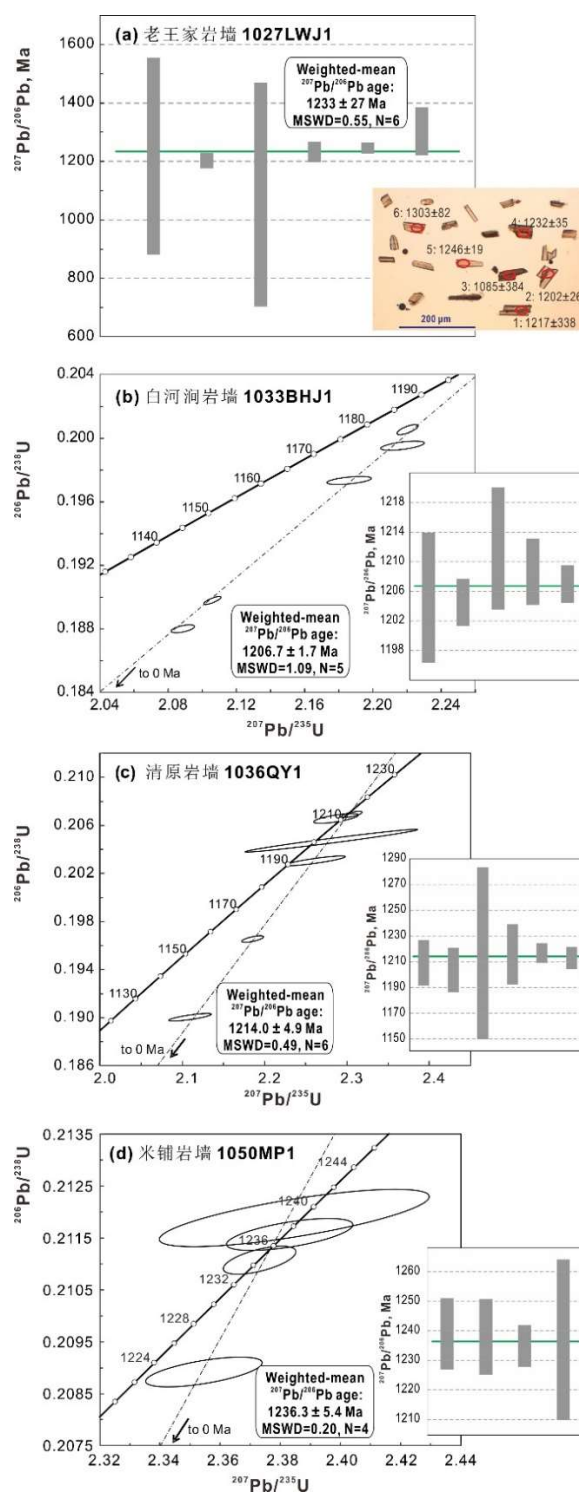 (a) 老王家岩墙 1027LWJ1
²⁰⁷Pb/²⁰⁶Pb, Ma
1600
1400
1200
1000
800
600
Weighted-mean
²⁰⁷Pb/²⁰⁶Pb age:
1233 ± 27 Ma
MSWD=0.55, N=6
6: 1303±82
4: 1232±35
5: 1246±19
3: 1085±384
2: 1202±26
1: 1217±338
200 µm
(b) 白河涧岩墙 1033BHJ1
²⁰⁶Pb/²³⁸U
0.204
0.200
0.196
0.192
0.188
0.184
1190
1180
1170
1160
1150
1140
Weighted-mean
²⁰⁷Pb/²⁰⁶Pb age:
1206.7 ± 1.7 Ma
MSWD=1.09, N=5
to 0 Ma
2.04 2.08 2.12 2.16 2.20 2.24
²⁰⁷Pb/²³⁵U
²⁰⁷Pb/²⁰⁶Pb, Ma
1218
1214
1210
1206
1202
1198
(c) 清原岩墙 1036QY1
²⁰⁶Pb/²³⁸U
0.210
0.206
0.202
0.198
0.194
0.190
0.186
1230
1210
1190
1170
1150
1130
Weighted-mean
²⁰⁷Pb/²⁰⁶Pb age:
1214.0 ± 4.9 Ma
MSWD=0.49, N=6
to 0 Ma
2.0 2.1 2.2 2.3 2.4
²⁰⁷Pb/²³⁵U
²⁰⁷Pb/²⁰⁶Pb, Ma
1290
1270
1250
1230
1210
1190
1170
1150
(d) 米铺岩墙 1050MP1
²⁰⁶Pb/²³⁸U
0.2135
0.2125
0.2115
0.2105
0.2095
0.2085
0.2075
1244
1240
1236
1232
1228
1224
Weighted-mean
²⁰⁷Pb/²⁰⁶Pb age:
1236.3 ± 5.4 Ma
MSWD=0.20, N=4
to 0 Ma
2.32 2.34 2.36 2.38 2.40 2.42 2.44
²⁰⁷Pb/²³⁵U
²⁰⁷Pb/²⁰⁶Pb, Ma
1260
1250
1240
1230
1220
1210